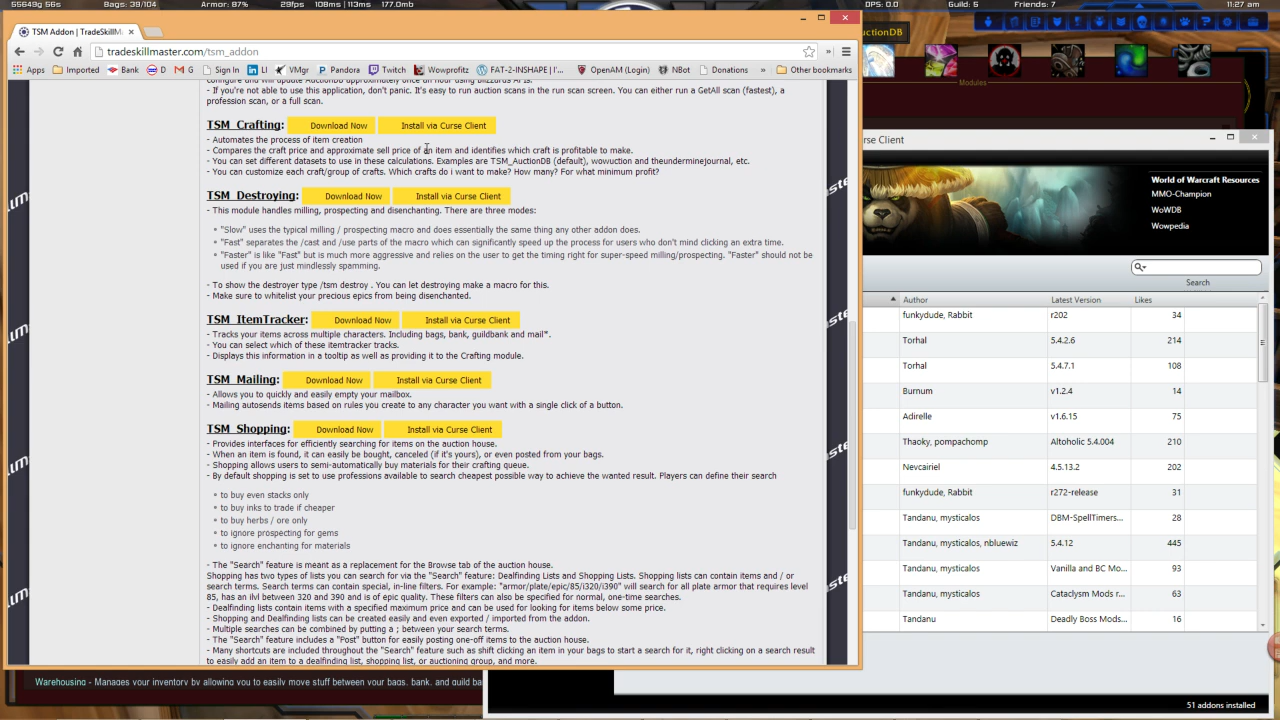 55649g 56s
Bags: 39/104
Armor: 87%
29fps
108ms | 113ms
177.0mb
DPS: 0.0
Guild: 5
Friends: 7
11:27 am
TSM Addon | TradeSkillMa
tradeskillmaster.com/tsm_addon
Apps
Imported
Bank
D
G
Sign In
LI
VMgr
Pandora
Twitch
Wowprofitz
FAT-2-INSHAPE | I'...
OpenAM (Login)
NBot
Donations
»
Other bookmarks
- If you're not able to use this application, don't panic. It's easy to run auction scans in the run scan screen. You can either run a GetAll scan (fastest), a
profession scan, or a full scan.
TSM_Crafting: Download Now Install via Curse Client
- Automates the process of item creation
- Compares the craft price and approximate sell price of an item and identifies which craft is profitable to make.
- You can set different datasets to use in these calculations. Examples are TSM_AuctionDB (default), wowuction and theunderminejournal, etc.
- You can customize each craft/group of crafts. Which crafts do i want to make? How many? For what minimum profit?
TSM_Destroying: Download Now Install via Curse Client
- This module handles milling, prospecting and disenchanting. There are three modes:
"Slow" uses the typical milling / prospecting macro and does essentially the same thing any other addon does.
"Fast" separates the /cast and /use parts of the macro which can significantly speed up the process for users who don't mind clicking an extra time.
"Faster" is like "Fast" but is much more aggressive and relies on the user to get the timing right for super-speed milling/prospecting. "Faster" should not be
used if you are just mindlessly spamming.
- To show the destroyer type /tsm destroy . You can let destroying make a macro for this.
- Make sure to whitelist your precious epics from being disenchanted.
TSM_ItemTracker: Download Now Install via Curse Client
- Tracks your items across multiple characters. Including bags, bank, guildbank and mail*.
- You can select which of these itemtracker tracks.
- Displays this information in a tooltip as well as providing it to the Crafting module.
TSM_Mailing: Download Now Install via Curse Client
- Allows you to quickly and easily empty your mailbox.
- Mailing autosends items based on rules you create to any character you want with a single click of a button.
TSM_Shopping: Download Now Install via Curse Client
- Provides interfaces for efficiently searching for items on the auction house.
- When an item is found, it can easily be bought, canceled (if it's yours), or even posted from your bags.
- Shopping allows users to semi-automatically buy materials for their crafting queue.
- By default shopping is set to use professions available to search cheapest possible way to achieve the wanted result. Players can define their search
to buy even stacks only
to buy inks to trade if cheaper
to buy herbs / ore only
to ignore prospecting for gems
to ignore enchanting for materials
- The "Search" feature is meant as a replacement for the Browse tab of the auction house.
Shopping has two types of lists you can search for via the "Search" feature: Dealfinding Lists and Shopping Lists. Shopping lists can contain items and / or
search terms. Search terms can contain special, in-line filters. For example: "armor/plate/epic/85/i320/i390" will search for all plate armor that requires level
85, has an ilvl between 320 and 390 and is of epic quality. These filters can also be specified for normal, one-time searches.
- Dealfinding lists contain items with a specified maximum price and can be used for looking for items below some price.
- Shopping and Dealfinding lists can be created easily and even exported / imported from the addon.
- Multiple searches can be combined by putting a ; between your search terms.
- The "Search" feature includes a "Post" button for easily posting one-off items to the auction house.
- Many shortcuts are included throughout the "Search" feature such as shift clicking an item in your bags to start a search for it, right clicking on a search result
to easily add an item to a dealfinding list, shopping list, or auctioning group, and more.
Warehousing - Manages your inventory by allowing you to easily move stuff between your bags, bank, and guild ba
uctionDB
Modules
rse Client
World of Warcraft Resources
MMO-Champion
WoWDB
Wowpedia
Search
Author Latest Version Likes
funkydude, Rabbit r202 34
Torhal 5.4.2.6 214
Torhal 5.4.7.1 108
Burnum v1.2.4 14
Adirelle v1.6.15 75
Thaoky, pompachomp Altoholic 5.4.004 210
Nevcairiel 4.5.13.2 202
funkydude, Rabbit r272-release 31
Tandanu, mysticalos DBM-SpellTimers... 28
Tandanu, mysticalos, nbluewiz 5.4.12 445
Tandanu, mysticalos Vanilla and BC Mo... 93
Tandanu, mysticalos Cataclysm Mods r... 63
Tandanu Deadly Boss Mods... 16
51 addons installed